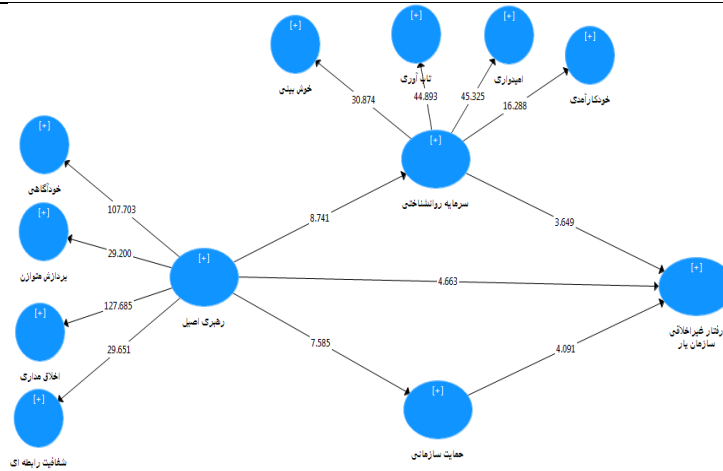 [+]
[+]
[+]
[+]
خوش بینی
تاب آوری
امیدواری
خودکارآمدی
30.874
44.893
45.325
16.288
[+]
سرمایه روانشناختی
[+]
خودآگاهی
107.703
[+]
پردازش متوازن
29.200
8.741
3.649
[+]
رهبری اصیل
4.663
[+]
رفتار غیراخلاقی
سازمان یار
127.685
[+]
اخلاق مداری
29.651
7.585
4.091
[+]
شفافیت رابطه ای
[+]
حمایت سازمانی